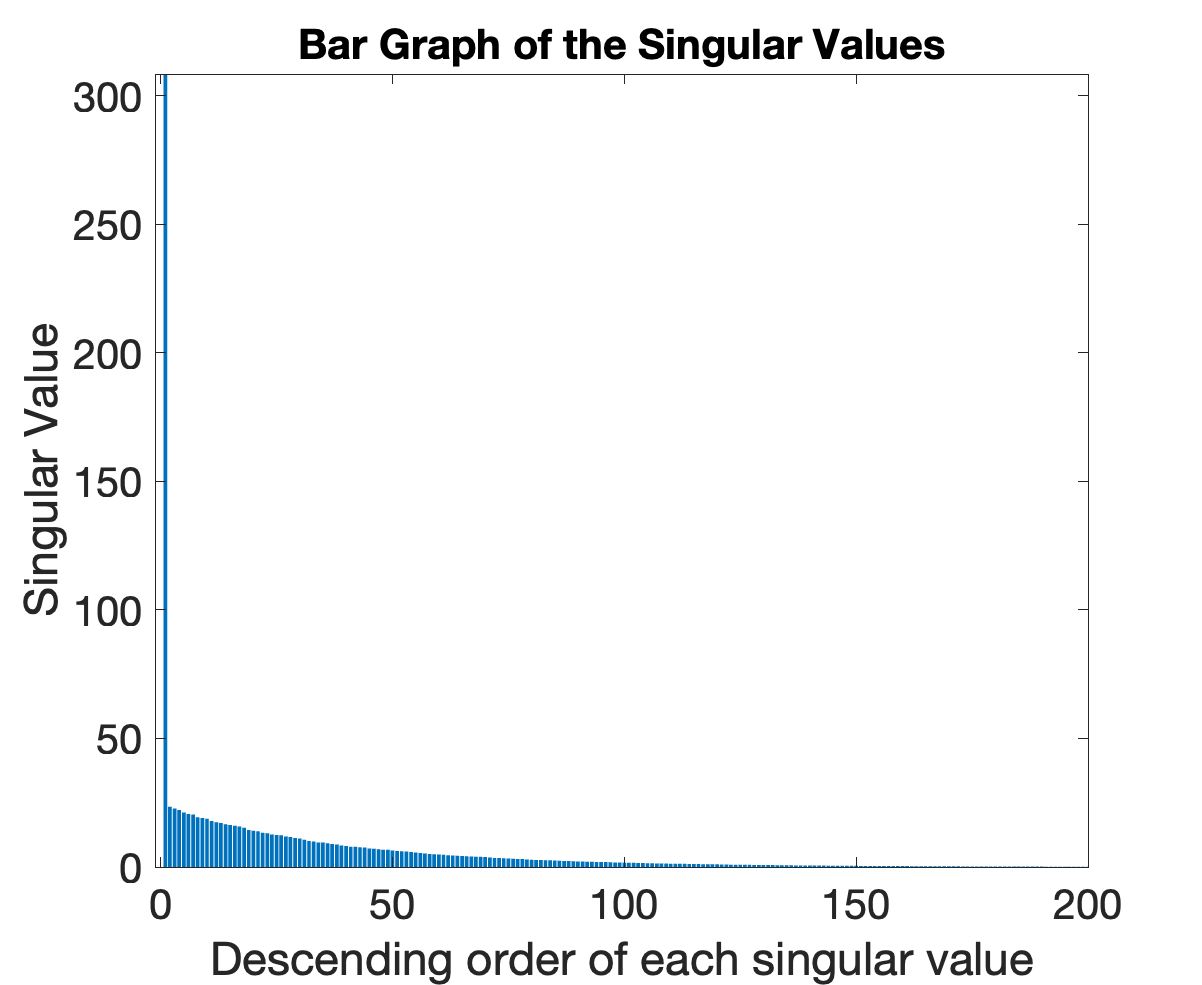 Bar Graph of the Singular Values
300
250
200
150
100
50
0
Singular Value
0 50 100 150 200
Descending order of each singular value